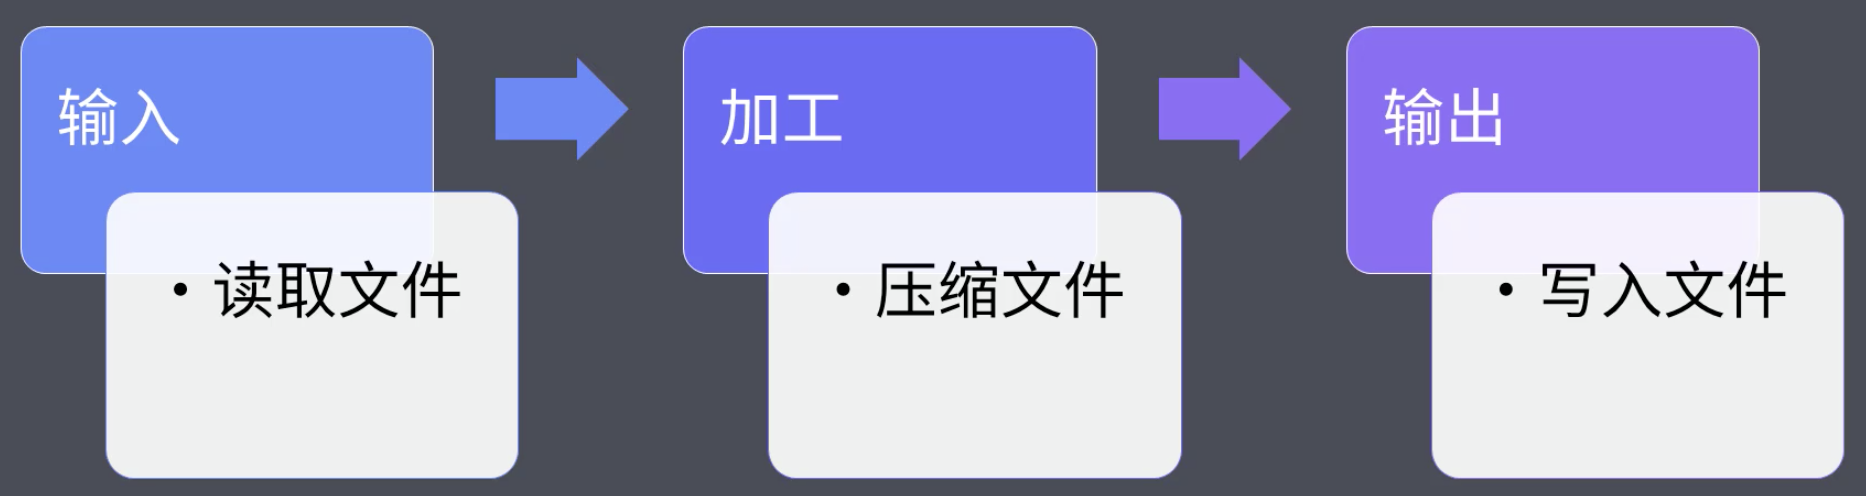 输入
• 读取文件
加工
• 压缩文件
输出
• 写入文件